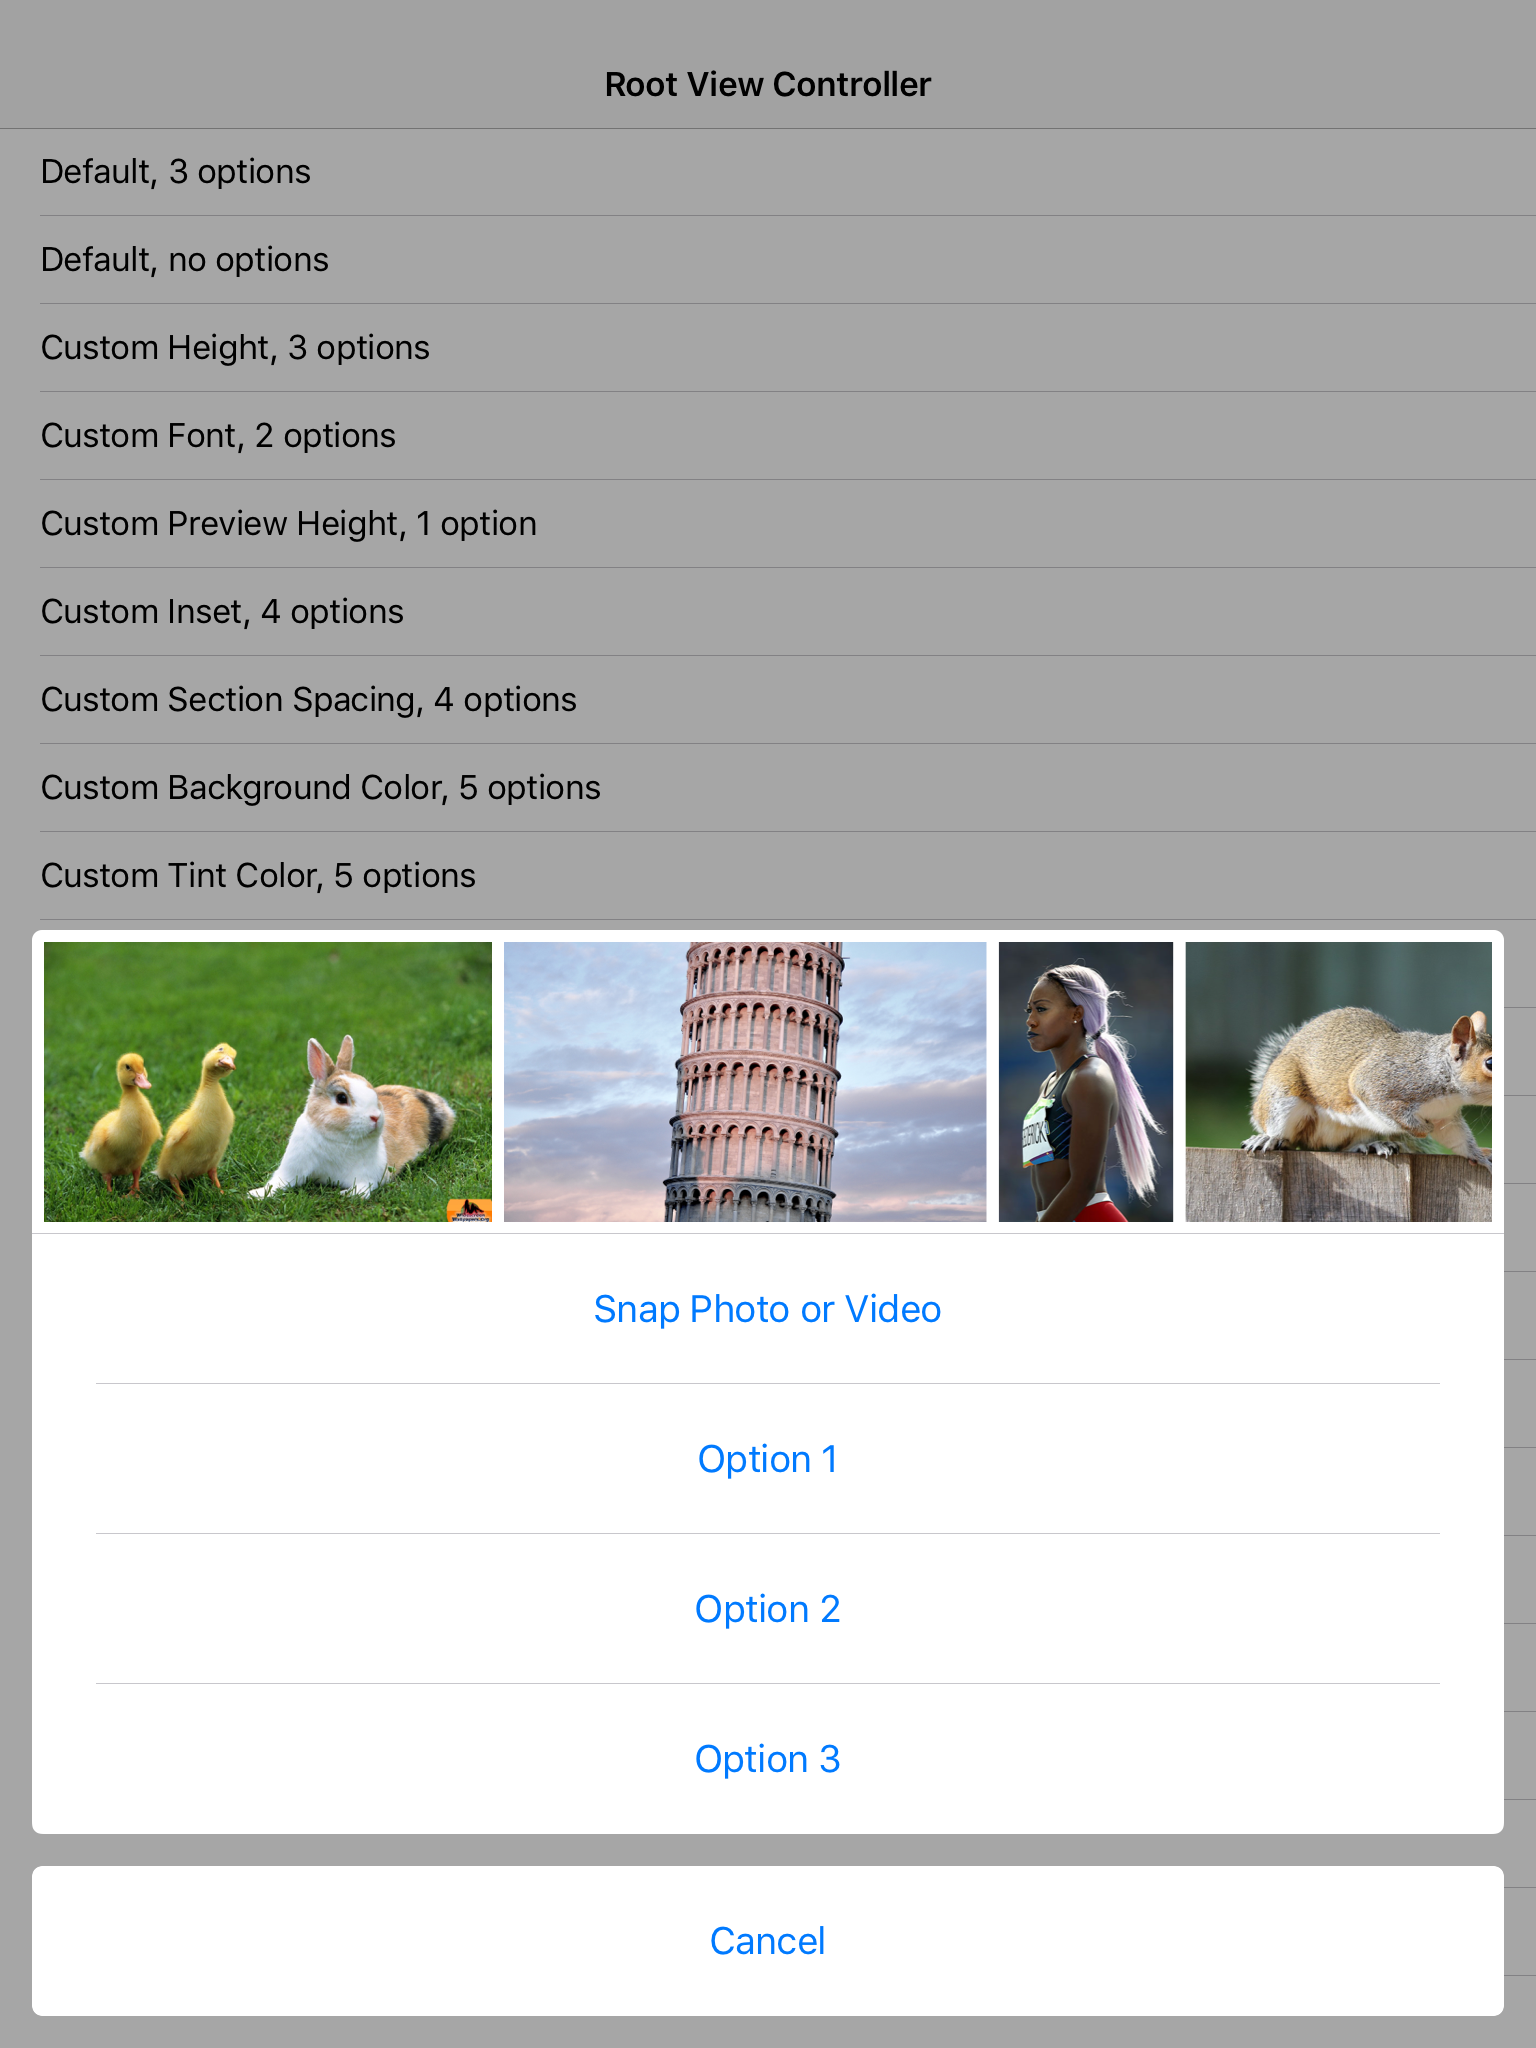 Root View Controller
Default, 3 options
Default, no options
Custom Height, 3 options
Custom Font, 2 options
Custom Preview Height, 1 option
Custom Inset, 4 options
Custom Section Spacing, 4 options
Custom Background Color, 5 options
Custom Tint Color, 5 options
Snap Photo or Video
Option 1
Option 2
Option 3
Cancel